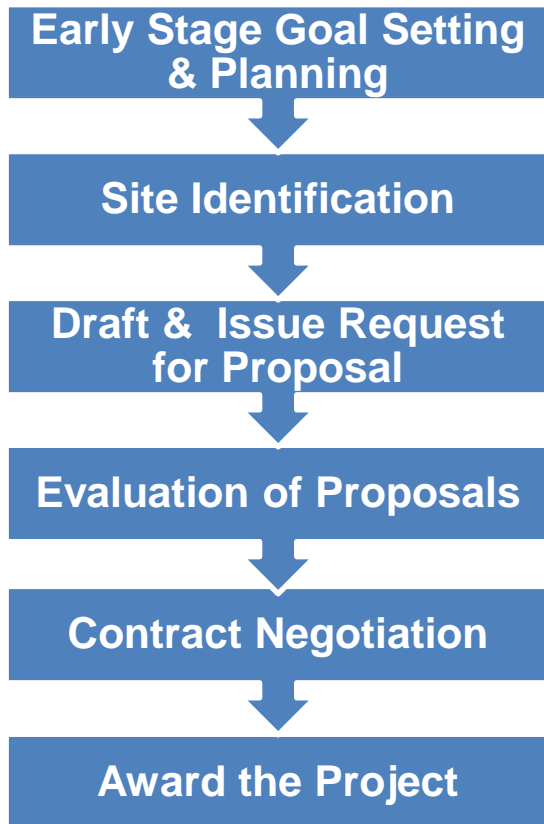 Early Stage Goal Setting
& Planning
Site Identification
Draft & Issue Request
for Proposal
Evaluation of Proposals
Contract Negotiation
Award the Project